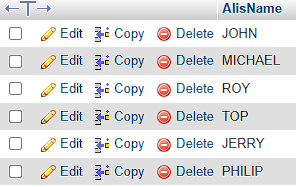 ←T→ AlisName
Edit Copy Delete JOHN
Edit Copy Delete MICHAEL
Edit Copy Delete ROY
Edit Copy Delete TOP
Edit Copy Delete JERRY
Edit Copy Delete PHILIP